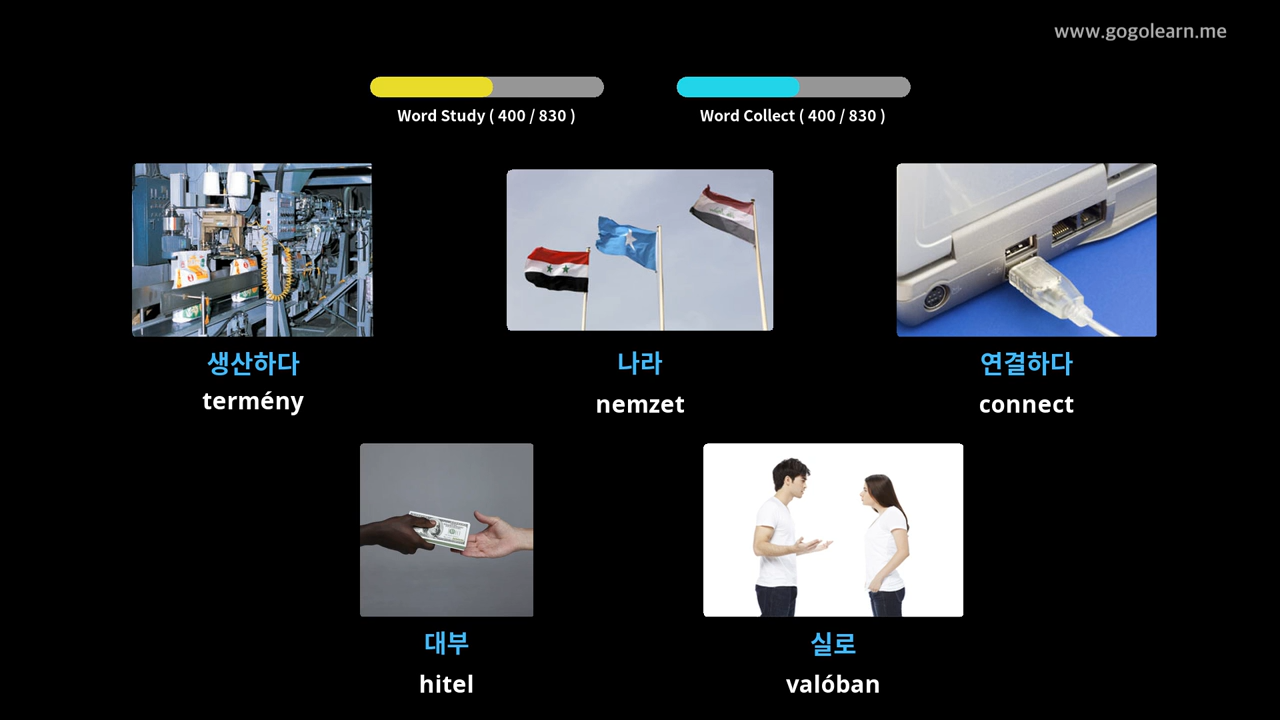 www.gogolearn.me
Word Study ( 400 / 830 )
Word Collect ( 400 / 830 )
생산하다
termény
나라
nemzet
연결하다
connect
대부
hitel
실로
valóban